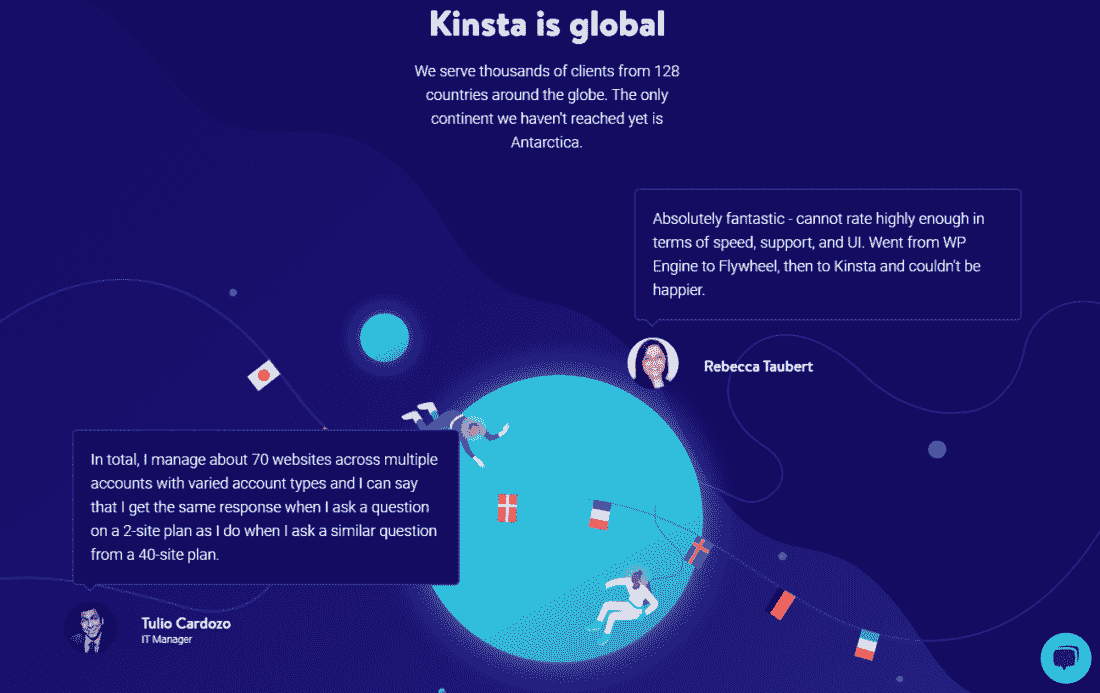 Kinsta is global
We serve thousands of clients from 128
countries around the globe. The only
continent we haven't reached yet is
Antarctica.
Absolutely fantastic - cannot rate highly enough in
terms of speed, support, and UI. Went from WP
Engine to Flywheel, then to Kinsta and couldn't be
happier.
Rebecca Taubert
In total, I manage about 70 websites across multiple
accounts with varied account types and I can say
that I get the same response when I ask a question
on a 2-site plan as I do when I ask a similar question
from a 40-site plan.
Tulio Cardozo
IT Manager